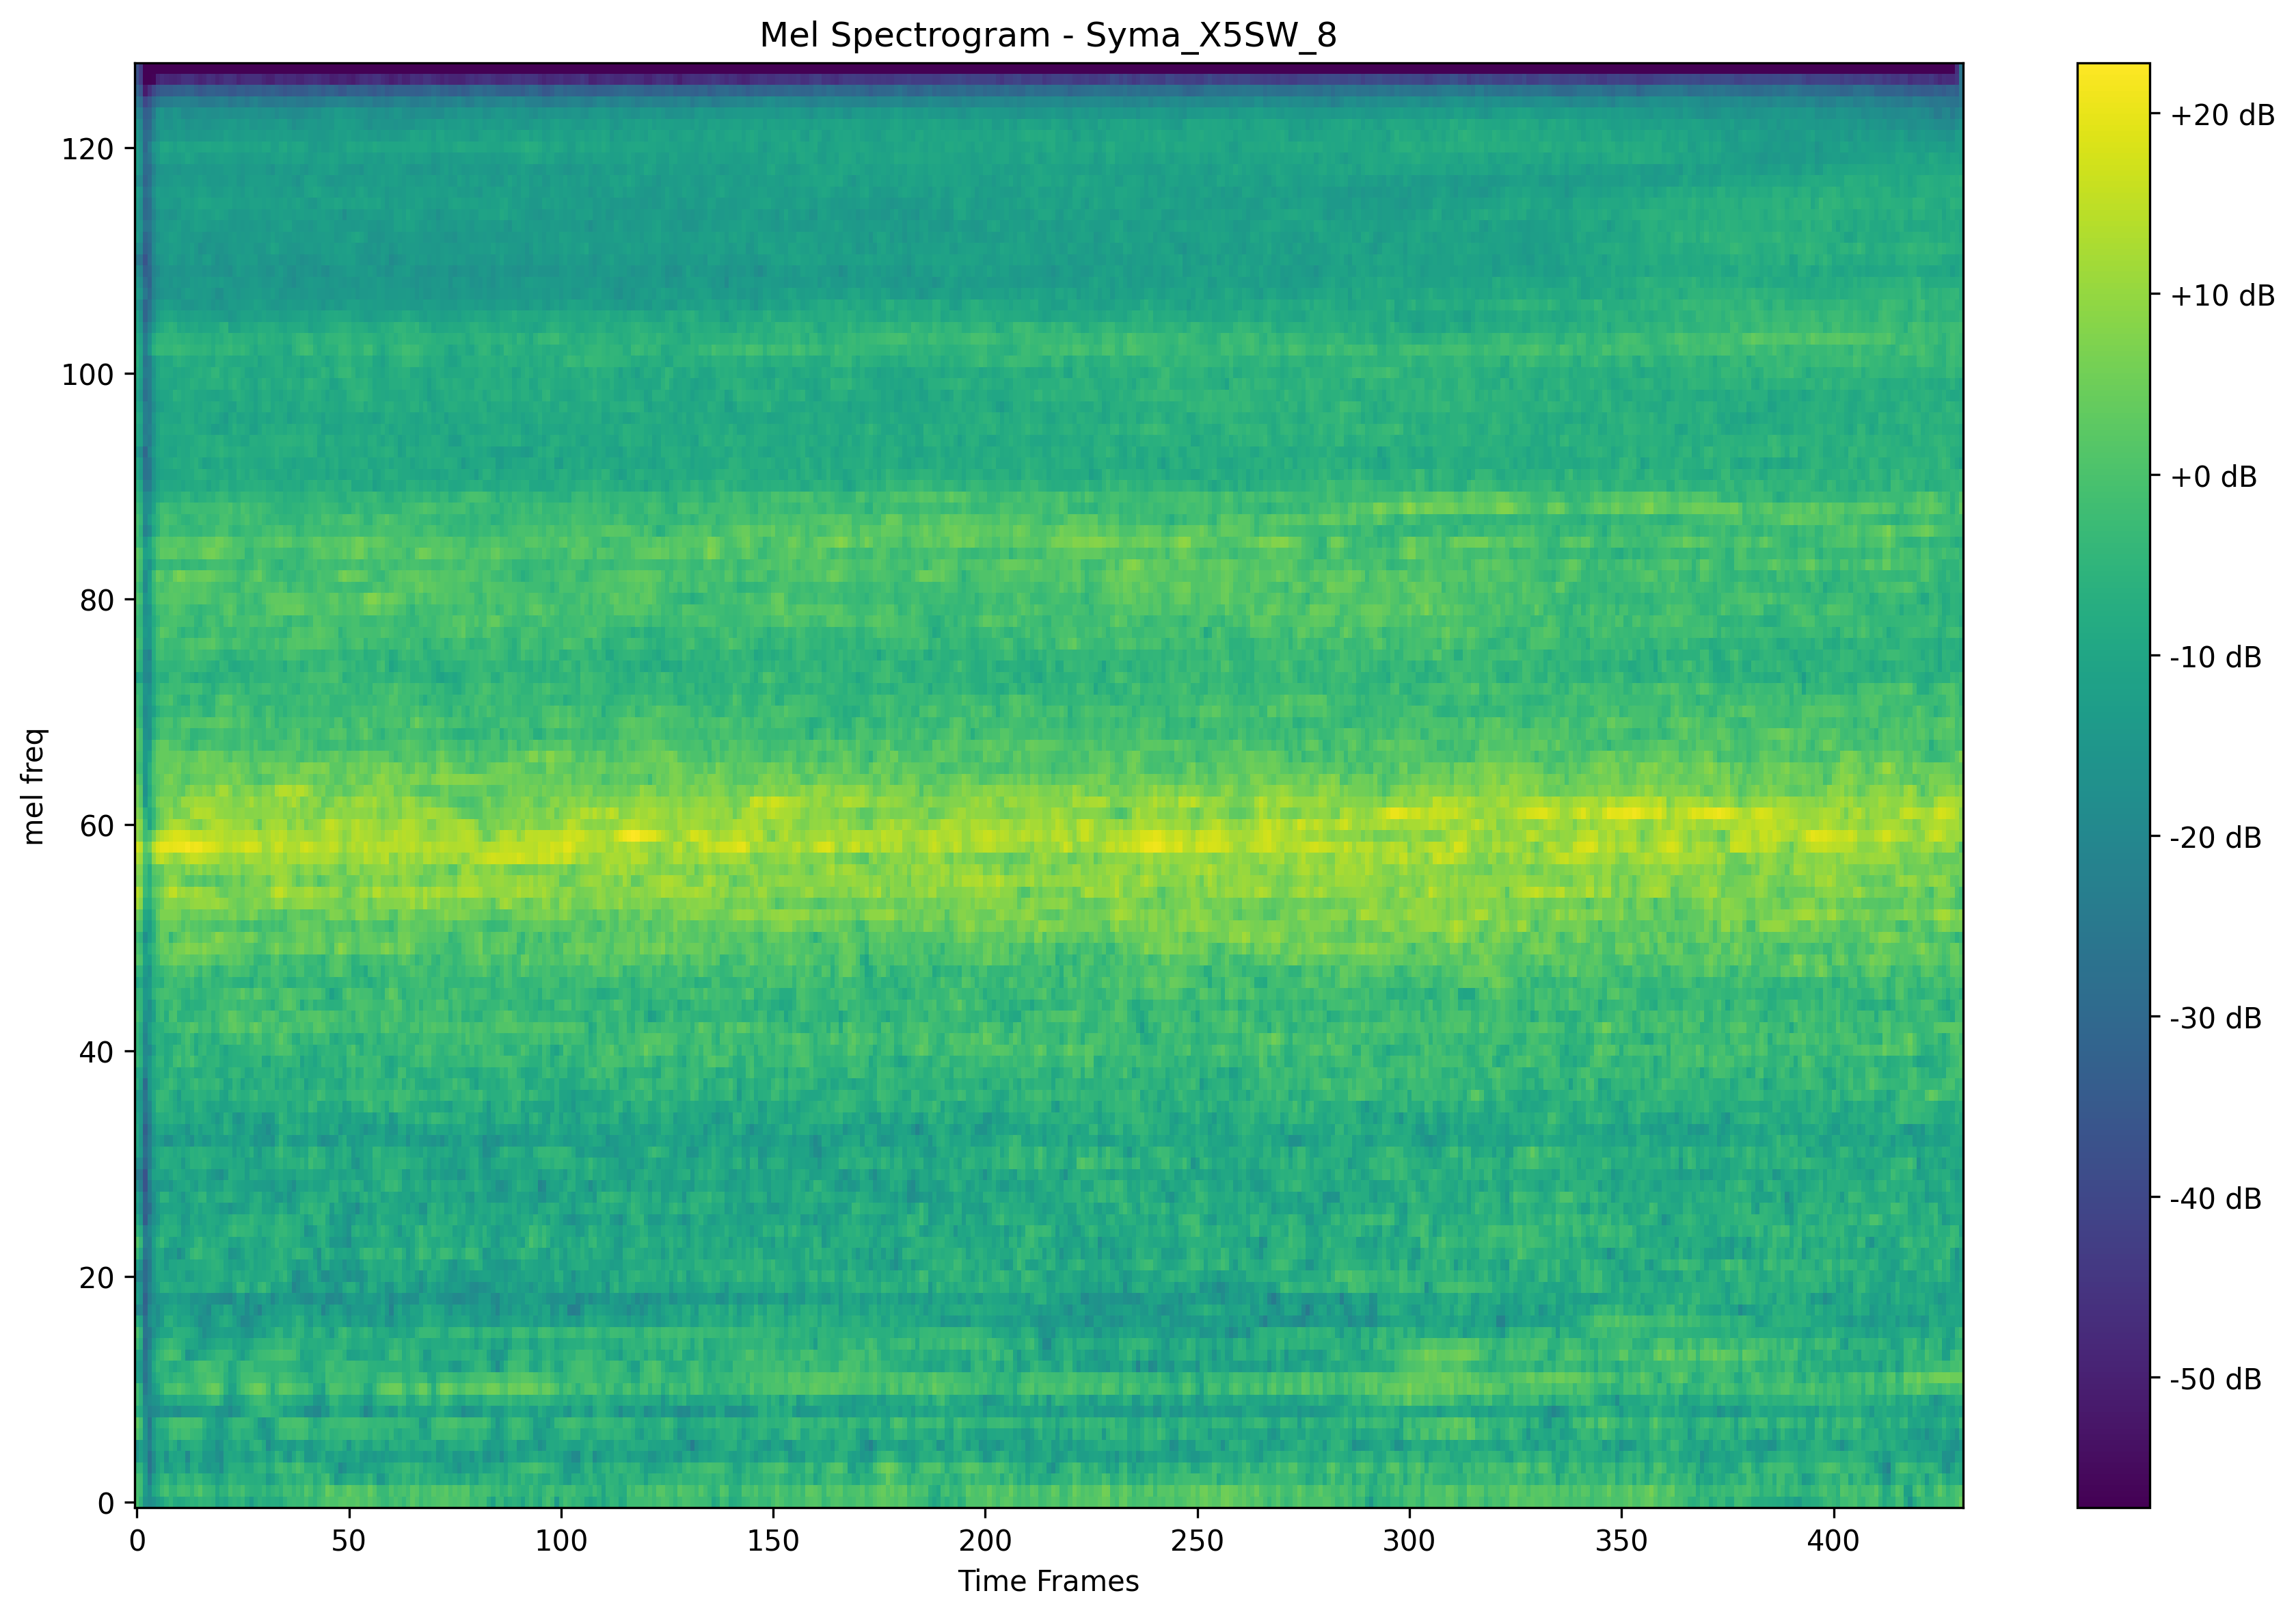 Mel Spectrogram - Syma_X5SW_8
mel freq
120
100
80
60
40
20
0
0 50 100 150 200 250 300 350 400
Time Frames
+20 dB
+10 dB
+0 dB
-10 dB
-20 dB
-30 dB
-40 dB
-50 dB